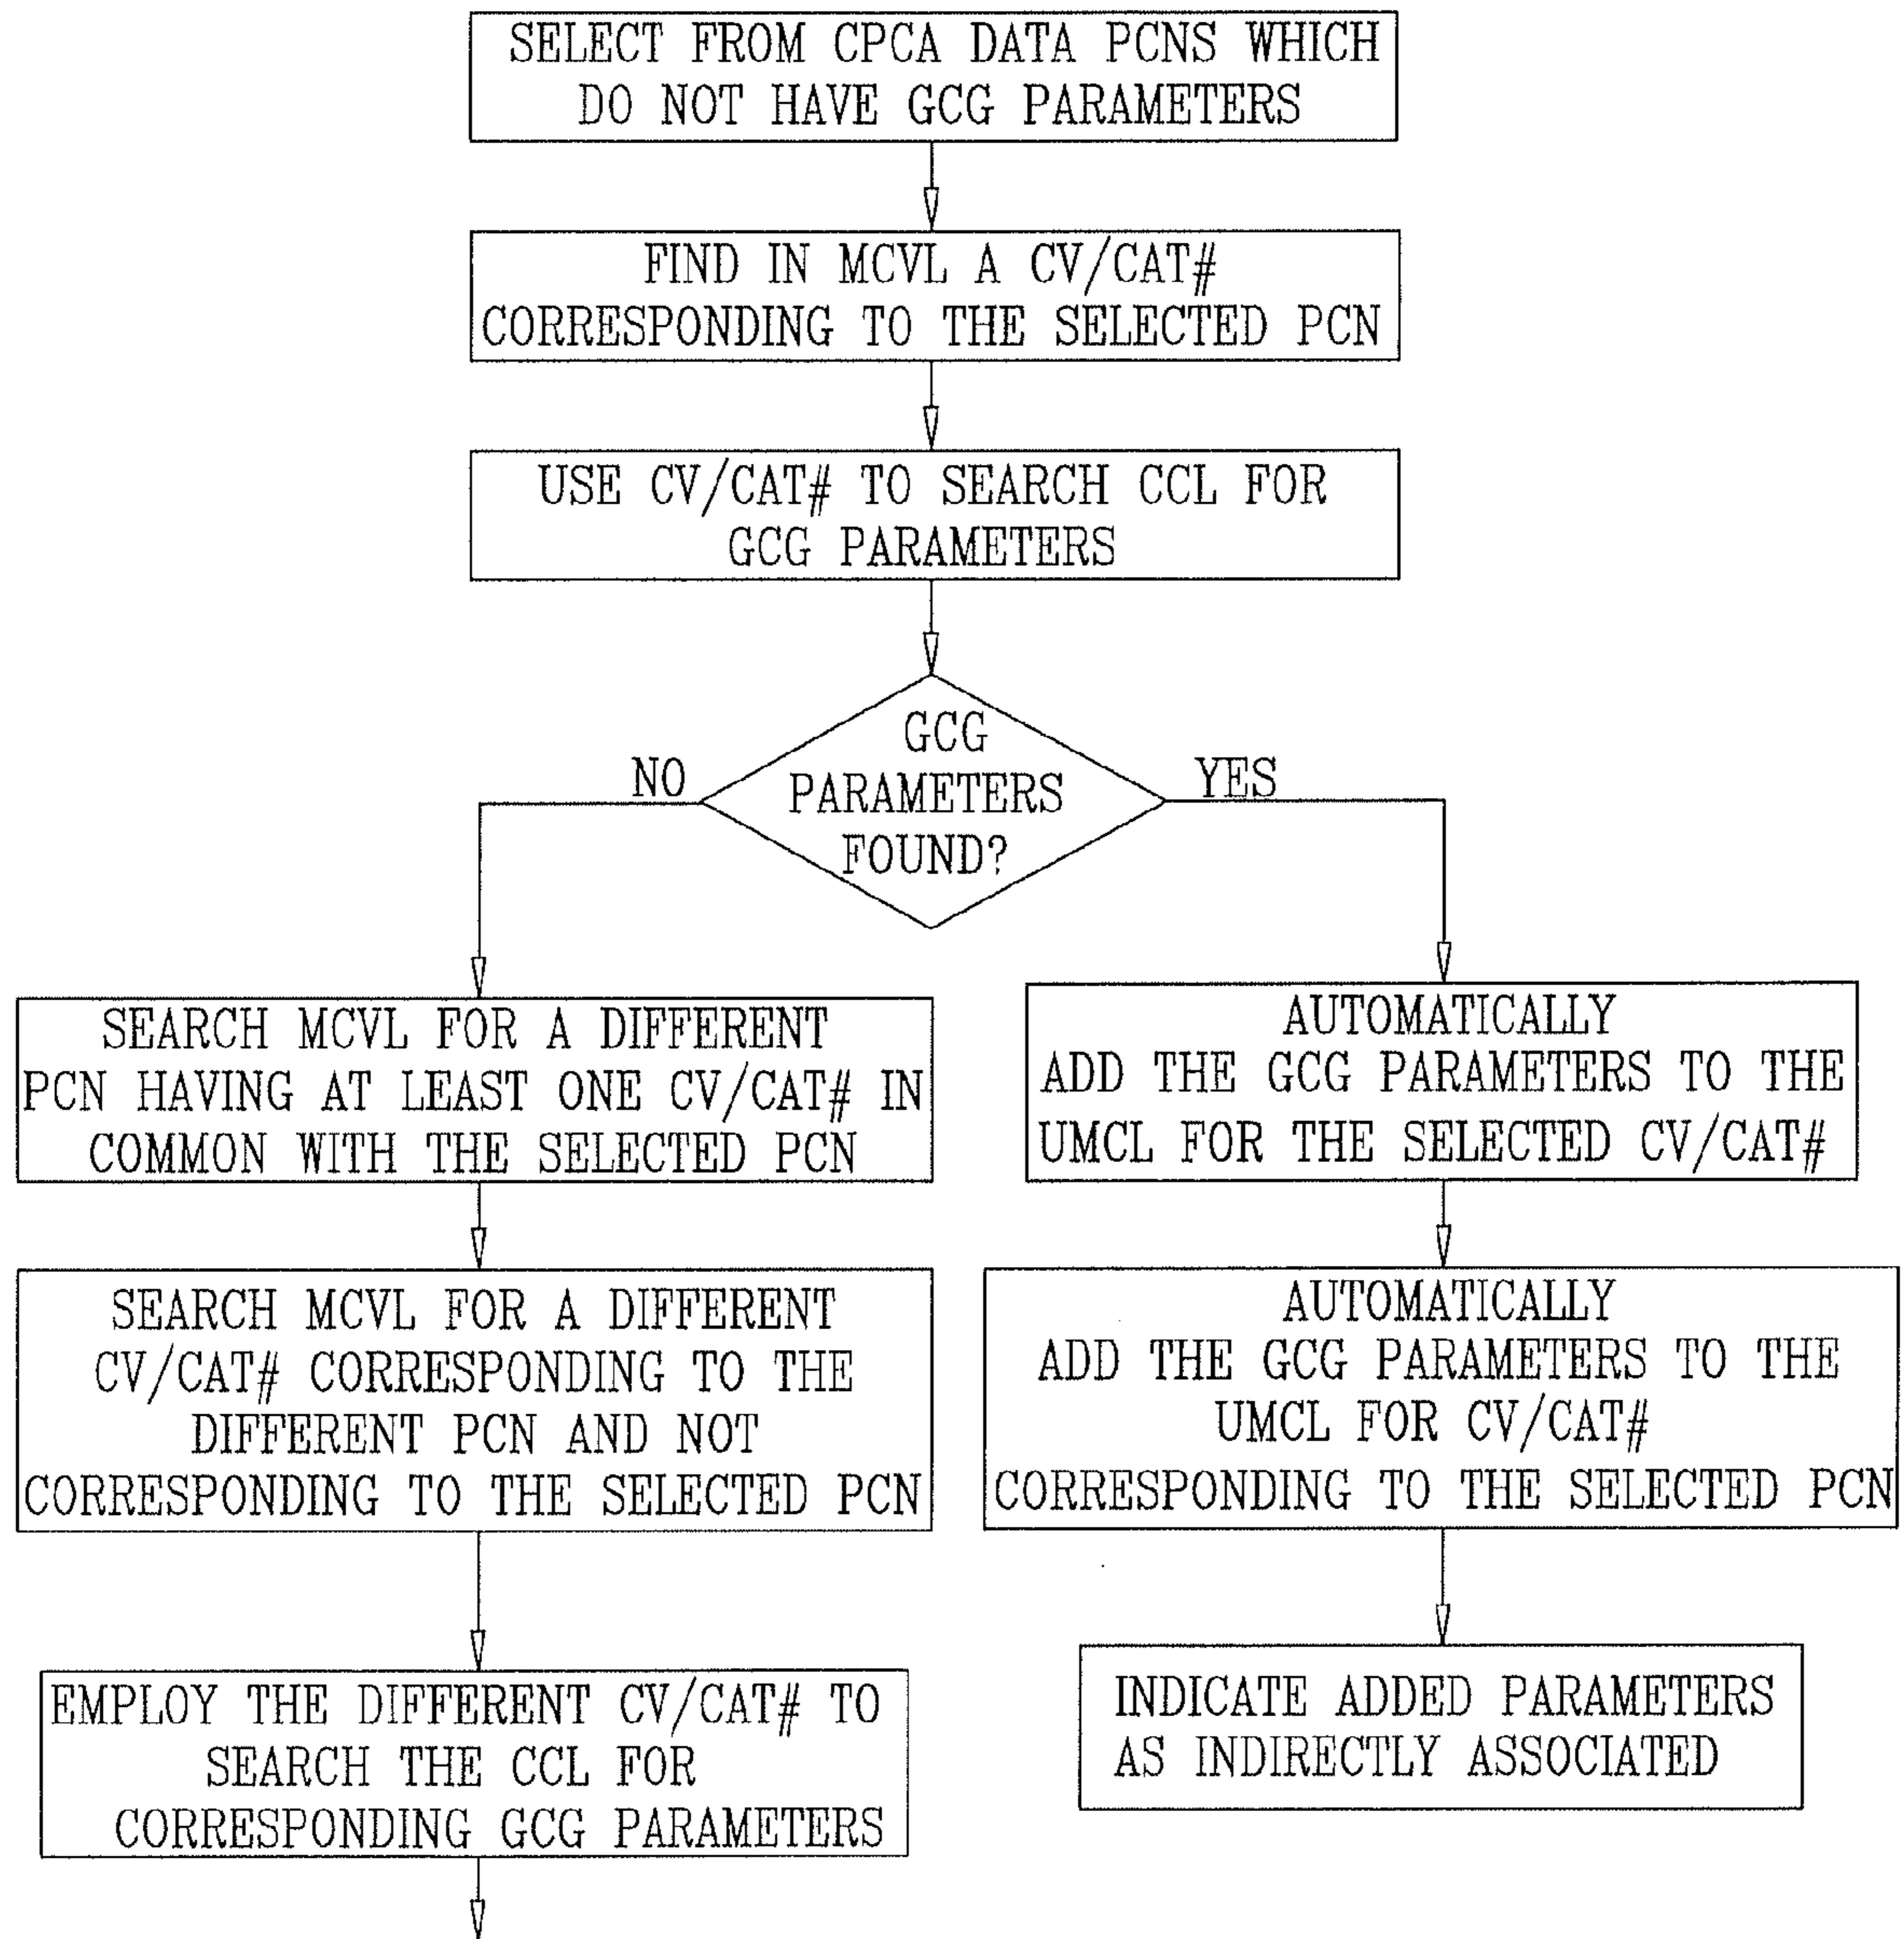 SELECT FROM CPCA DATA PCNS WHICH
DO NOT HAVE GCG PARAMETERS
FIND IN MCVL A CV/CAT#
CORRESPONDING TO THE SELECTED PCN
USE CV/CAT# TO SEARCH CCL FOR
GCG PARAMETERS
GCG
PARAMETERS
FOUND?
NO
YES
SEARCH MCVL FOR A DIFFERENT
PCN HAVING AT LEAST ONE CV/CAT# IN
COMMON WITH THE SELECTED PCN
AUTOMATICALLY
ADD THE GCG PARAMETERS TO THE
UMCL FOR THE SELECTED CV/CAT#
SEARCH MCVL FOR A DIFFERENT
CV/CAT# CORRESPONDING TO THE
DIFFERENT PCN AND NOT
CORRESPONDING TO THE SELECTED PCN
AUTOMATICALLY
ADD THE GCG PARAMETERS TO THE
UMCL FOR CV/CAT#
CORRESPONDING TO THE SELECTED PCN
EMPLOY THE DIFFERENT CV/CAT# TO
SEARCH THE CCL FOR
CORRESPONDING GCG PARAMETERS
INDICATE ADDED PARAMETERS
AS INDIRECTLY ASSOCIATED